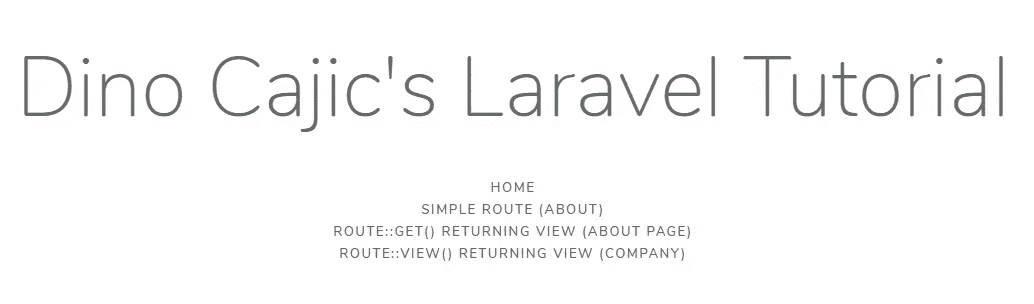 Dino Cajic's Laravel Tutorial
HOME
SIMPLE ROUTE (ABOUT)
ROUTE::GET() RETURNING VIEW (ABOUT PAGE)
ROUTE::VIEW() RETURNING VIEW (COMPANY)